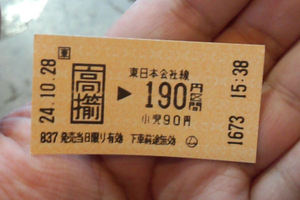 東
24.10.28
高揃
東日本会社線
▶ 190円区間
小児90円
15:38
1673
837 発売当日限り有効 下車前途無効